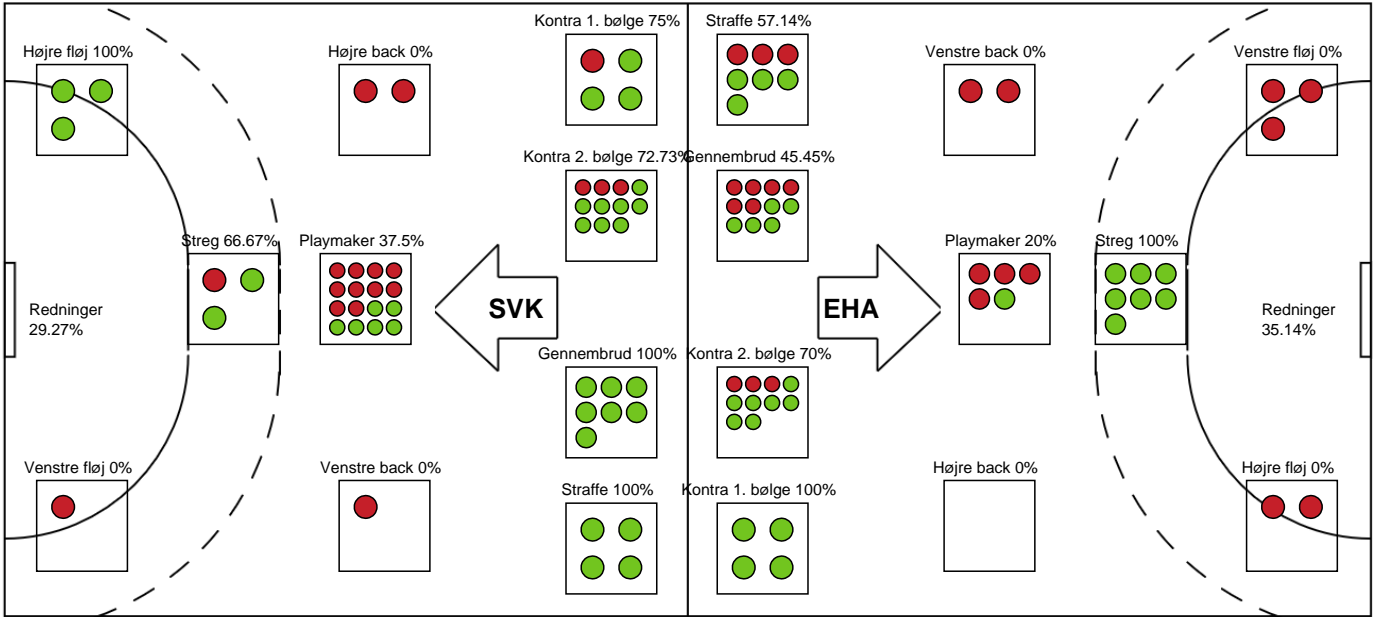 Kontra 1. bølge 75%
Straffe 57.14%
Højre fløj 100%
Højre back 0%
Venstre back 0%
Venstre fløj 0%
Kontra 2. bølge 72.73%
Gennembrud 45.45%
Streg 66.67%
Playmaker 37.5%
Playmaker 20%
Streg 100%
Redninger
29.27%
SVK
EHA
Redninger
35.14%
Gennembrud 100%
Kontra 2. bølge 70%
Venstre fløj 0%
Venstre back 0%
Højre back 0%
Højre fløj 0%
Straffe 100%
Kontra 1. bølge 100%